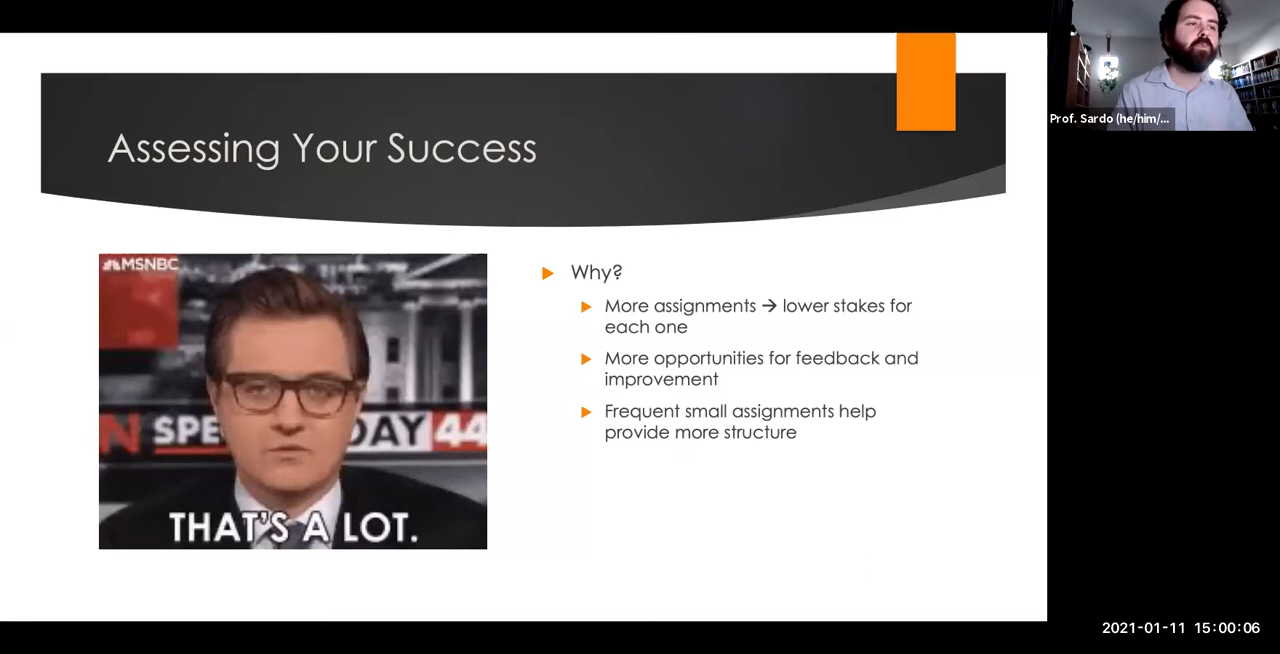 Prof. Sardo (he/him/...
Assessing Your Success
MSNBC
SPE
DAY 44
THAT'S A LOT.
Why?
More assignments → lower stakes for
each one
More opportunities for feedback and
improvement
Frequent small assignments help
provide more structure
2021-01-11 15:00:06